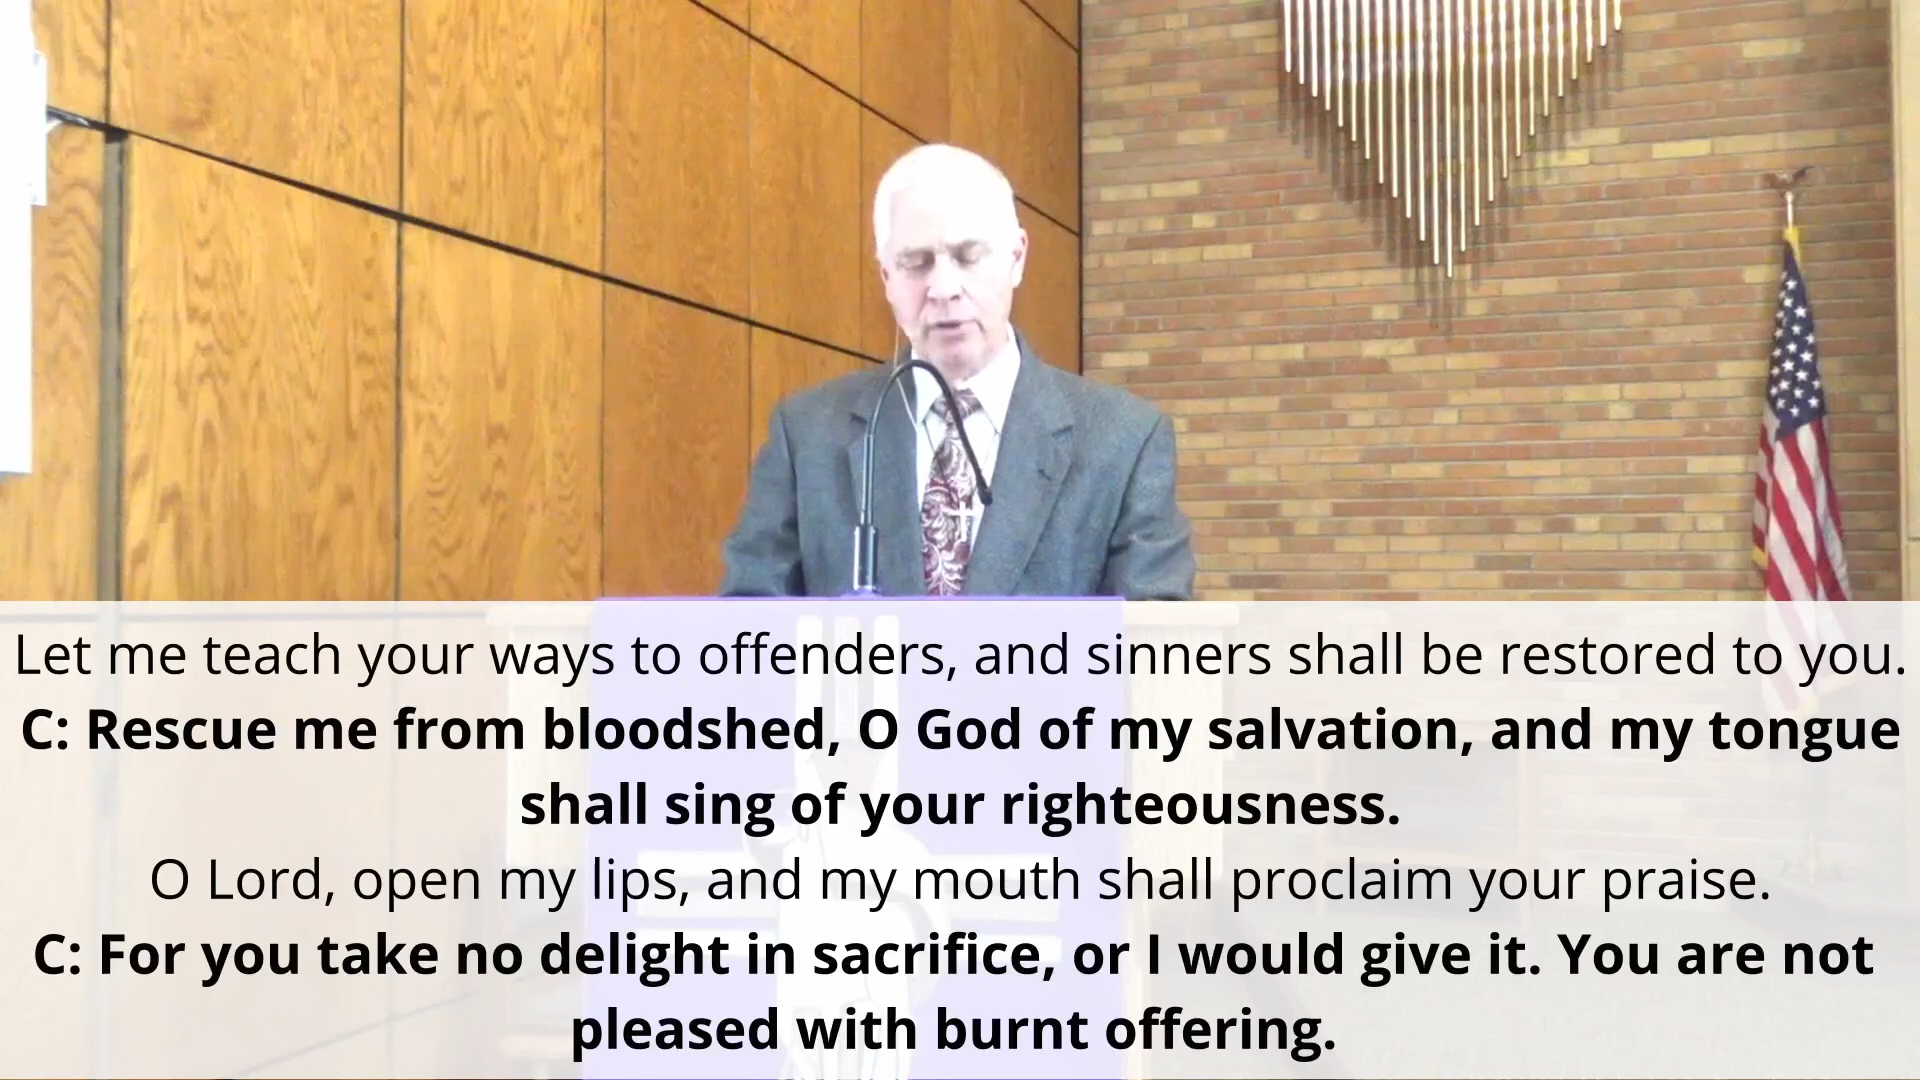 Let me teach your ways to offenders, and sinners shall be restored to you.
C: Rescue me from bloodshed, O God of my salvation, and my tongue
shall sing of your righteousness.
O Lord, open my lips, and my mouth shall proclaim your praise.
C: For you take no delight in sacrifice, or I would give it. You are not
pleased with burnt offering.